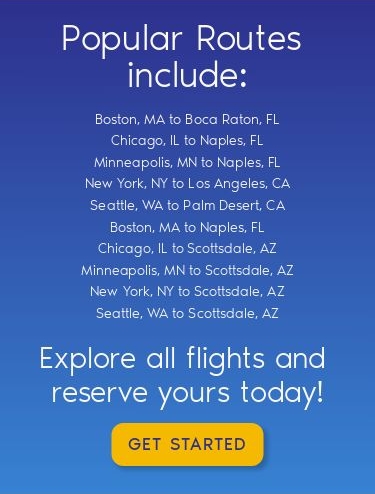 Popular Routes
include:
Boston, MA to Boca Raton, FL
Chicago, IL to Naples, FL
Minneapolis, MN to Naples, FL
New York, NY to Los Angeles, CA
Seattle, WA to Palm Desert, CA
Boston, MA to Naples, FL
Chicago, IL to Scottsdale, AZ
Minneapolis, MN to Scottsdale, AZ
New York, NY to Scottsdale, AZ
Seattle, WA to Scottsdale, AZ
Explore all flights and
reserve yours today!
GET STARTED